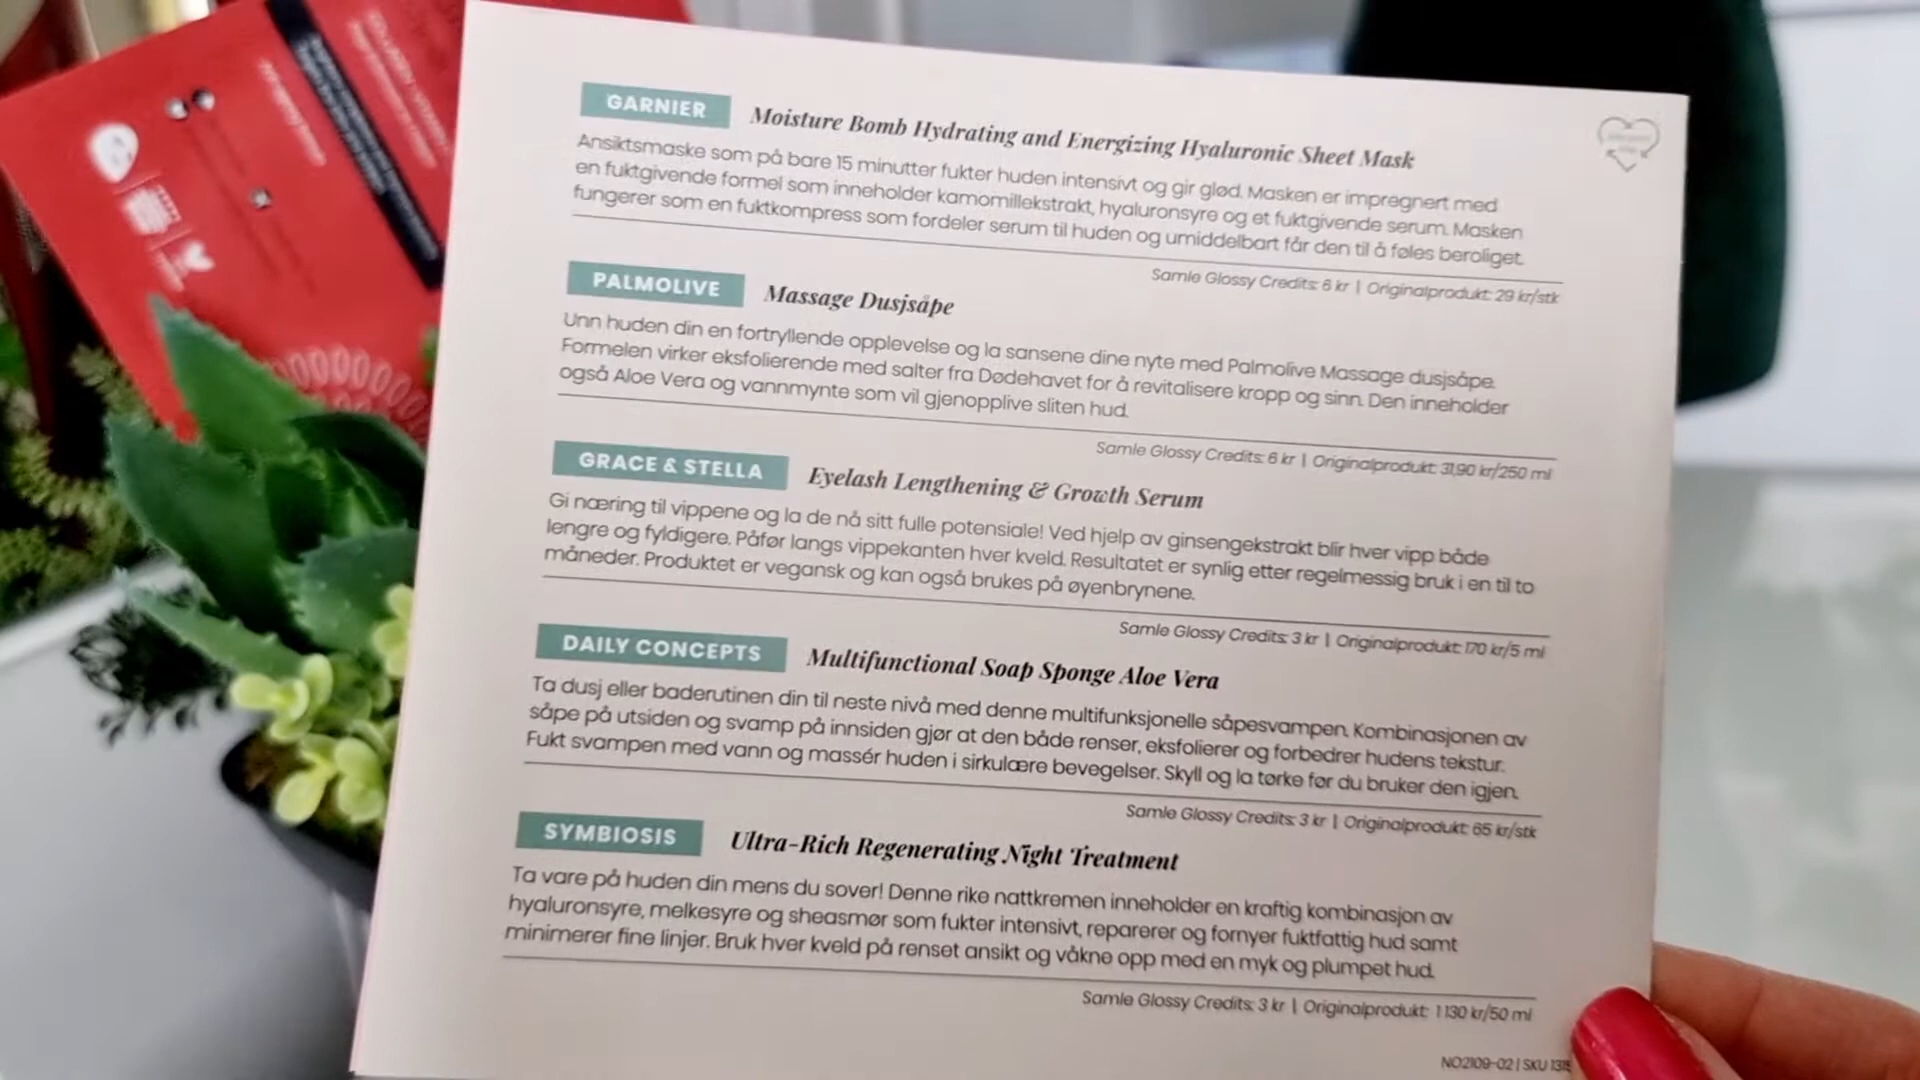 GARNIER Moisture Bomb Hydrating and Energizing Hyaluronic Sheet Mask
Ansiktsmaske som på bare 15 minutter fukter huden intensivt og gir glød. Masken er impregnert med
en fuktgivende formel som inneholder kamomillekstrakt, hyaluronsyre og et fuktgivende serum. Masken
fungerer som en fuktkompress som fordeler serum til huden og umiddelbart får den til å føles beroliget.
Samle Glossy Credits: 6 kr | Originalprodukt: 29 kr/stk
PALMOLIVE Massage Dusjsåpe
Unn huden din en fortryllende opplevelse og la sansene dine nyte med Palmolive Massage dusjsåpe.
Formelen virker eksfolierende med salter fra Dødehavet for å revitalisere kropp og sinn. Den inneholder
også Aloe Vera og vannmynte som vil gjenopplive sliten hud.
Samle Glossy Credits: 6 kr | Originalprodukt: 31,90 kr/250 ml
GRACE & STELLA Eyelash Lengthening & Growth Serum
Gi næring til vippene og la de nå sitt fulle potensiale! Ved hjelp av ginsengekstrakt blir hver vipp både
lengre og fyldigere. Påfør langs vippekanten hver kveld. Resultatet er synlig etter regelmessig bruk i en til to
måneder. Produktet er vegansk og kan også brukes på øyenbrynene.
Samle Glossy Credits: 3 kr | Originalprodukt: 170 kr/5 ml
DAILY CONCEPTS Multifunctional Soap Sponge Aloe Vera
Ta dusj eller baderutinen din til neste nivå med denne multifunksjonelle såpesvampen. Kombinasjonen av
såpe på utsiden og svamp på innsiden gjør at den både renser, eksfolierer og forbedrer hudens tekstur.
Fukt svampen med vann og massér huden i sirkulære bevegelser. Skyll og la tørke før du bruker den igjen.
Samle Glossy Credits: 3 kr | Originalprodukt: 65 kr/stk
SYMBIOSIS Ultra-Rich Regenerating Night Treatment
Ta vare på huden din mens du sover! Denne rike nattkremen inneholder en kraftig kombinasjon av
hyaluronsyre, melkesyre og sheasmør som fukter intensivt, reparerer og fornyer fuktfattig hud samt
minimerer fine linjer. Bruk hver kveld på renset ansikt og våkne opp med en myk og plumpet hud.
Samle Glossy Credits: 3 kr | Originalprodukt: 1 130 kr/50 ml
NO2109-02 | SKU